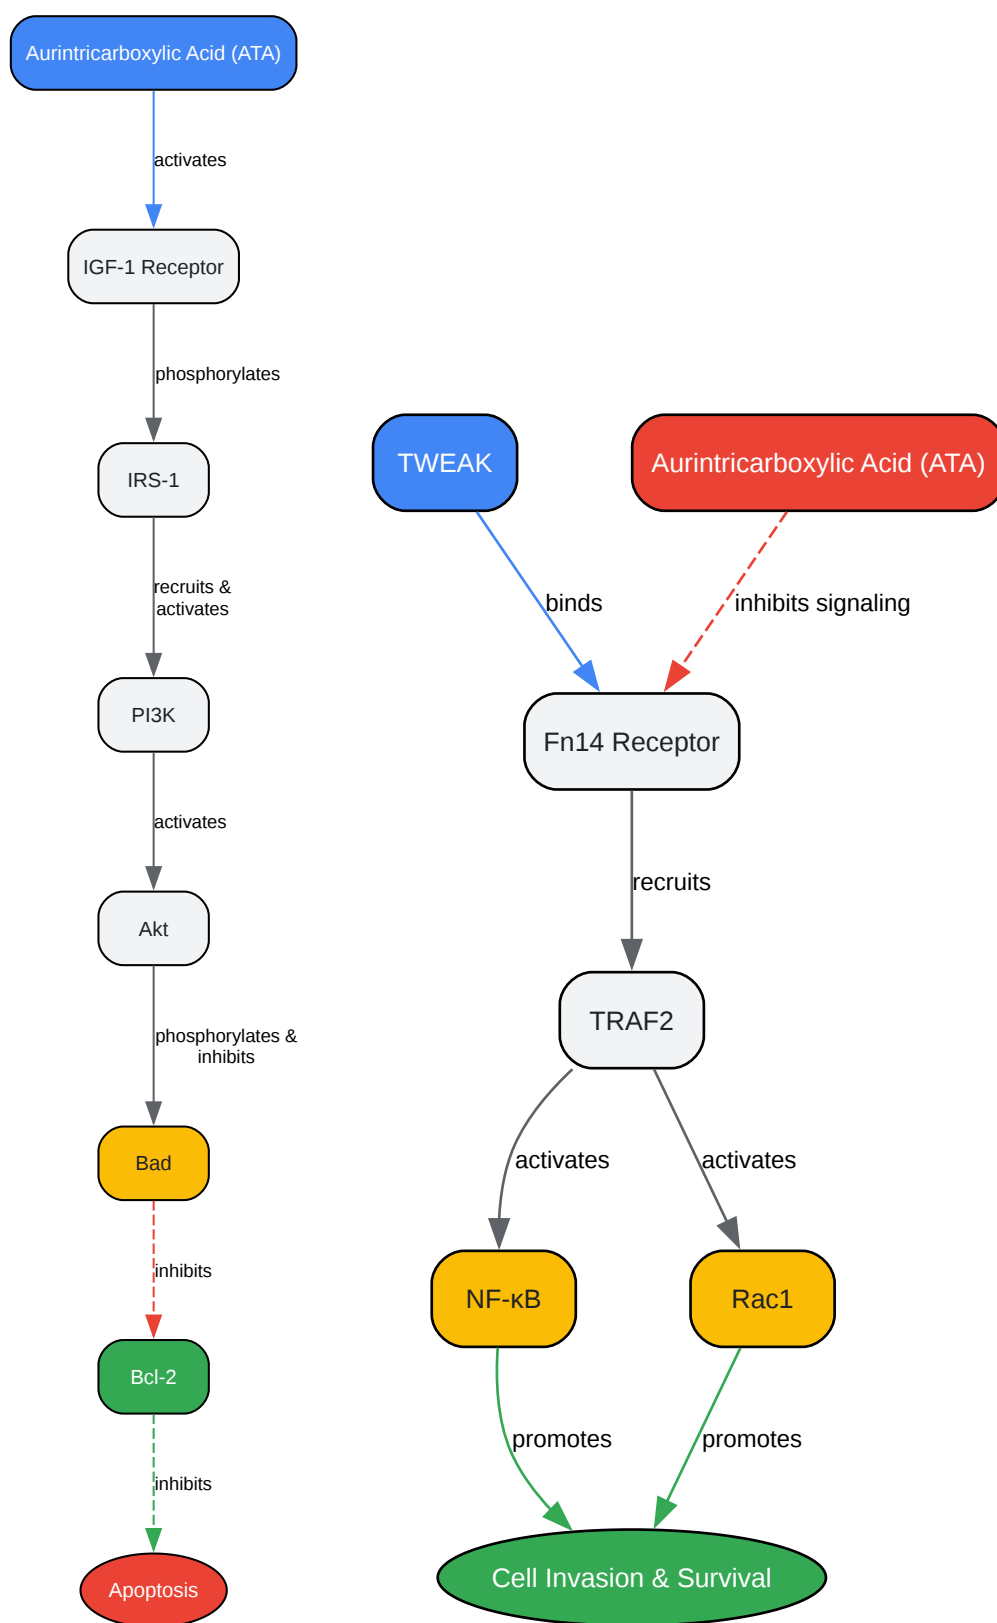 Aurintricarboxylic Acid (ATA)
activates
IGF-1 Receptor
phosphorylates
IRS-1
recruits &
activates
PI3K
activates
Akt
phosphorylates &
inhibits
Bad
inhibits
Bcl-2
inhibits
Apoptosis
TWEAK
Aurintricarboxylic Acid (ATA)
binds
inhibits signaling
Fn14 Receptor
recruits
TRAF2
activates
activates
NF-κB
Rac1
promotes
promotes
Cell Invasion & Survival